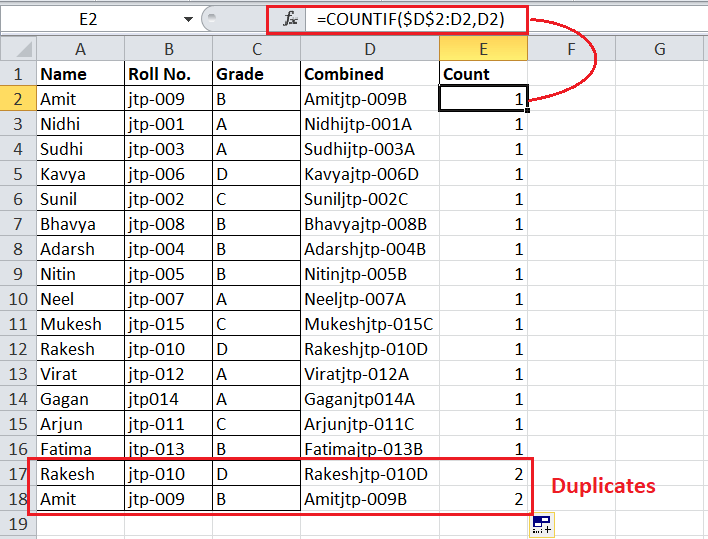 E2 fx =COUNTIF($D$2:D2,D2)
A B C D E F G
1 Name Roll No. Grade Combined Count
2 Amit jtp-009 B Amitjtp-009B 1
3 Nidhi jtp-001 A Nidhijtp-001A 1
4 Sudhi jtp-003 A Sudhijtp-003A 1
5 Kavya jtp-006 D Kavyajtp-006D 1
6 Sunil jtp-002 C Suniljtp-002C 1
7 Bhavya jtp-008 B Bhavyajtp-008B 1
8 Adarsh jtp-004 B Adarshjtp-004B 1
9 Nitin jtp-005 B Nitinjtp-005B 1
10 Neel jtp-007 A Neeljtp-007A 1
11 Mukesh jtp-015 C Mukeshjtp-015C 1
12 Rakesh jtp-010 D Rakeshjtp-010D 1
13 Virat jtp-012 A Viratjtp-012A 1
14 Gagan jtp014 A Gaganjtp014A 1
15 Arjun jtp-011 C Arjunjtp-011C 1
16 Fatima jtp-013 B Fatimajtp-013B 1
17 Rakesh jtp-010 D Rakeshjtp-010D 2
Duplicates
18 Amit jtp-009 B Amitjtp-009B 2
19